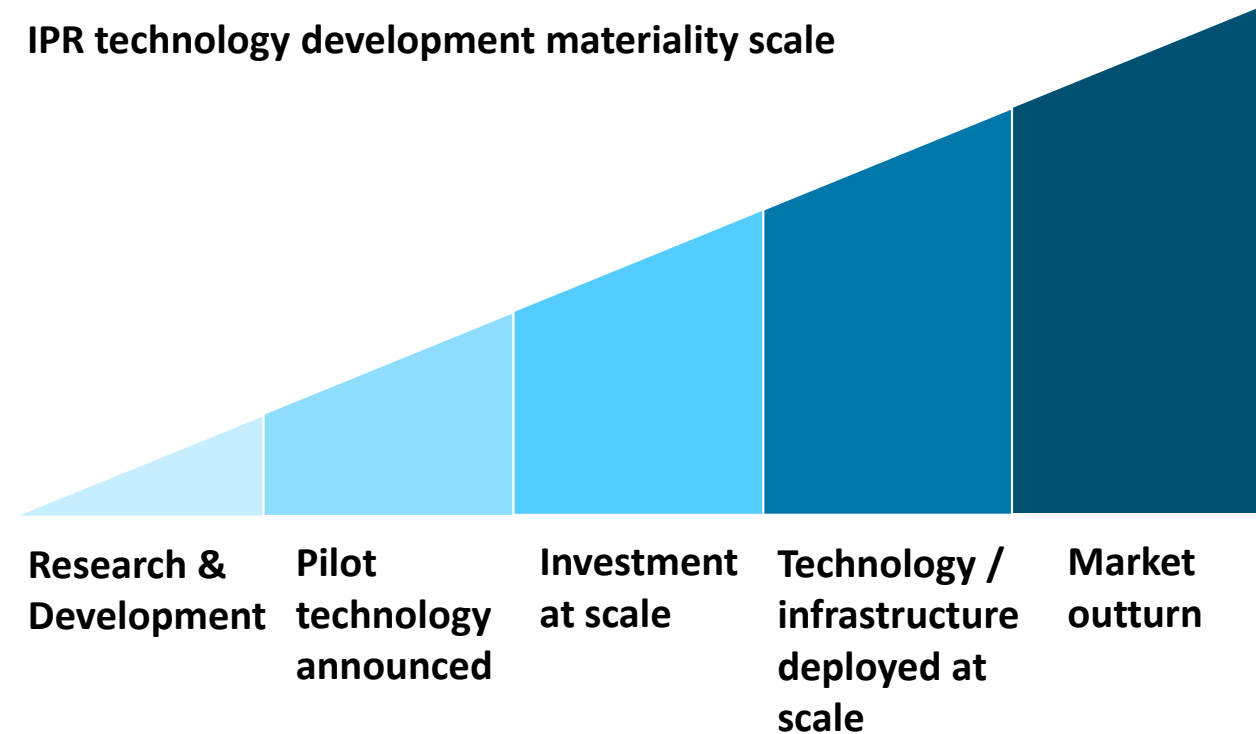 IPR technology development materiality scale
Research &
Development
Pilot
technology
announced
Investment
at scale
Technology /
infrastructure
deployed at
scale
Market
outturn